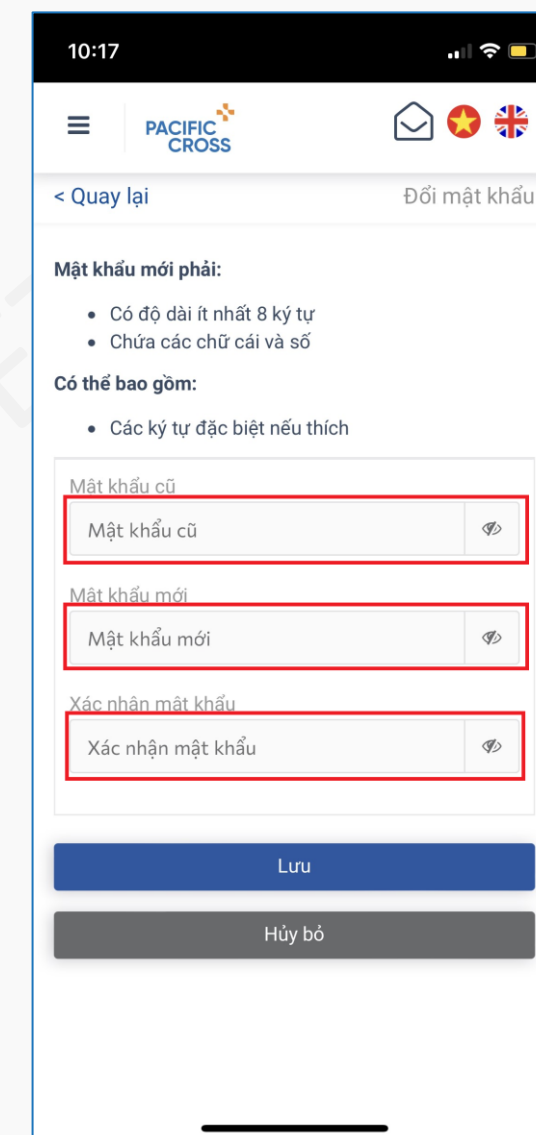 10:17
PACIFIC
CROSS
< Quay lại Đổi mật khẩu
Mật khẩu mới phải:
• Có độ dài ít nhất 8 ký tự
• Chứa các chữ cái và số
Có thể bao gồm:
• Các ký tự đặc biệt nếu thích
Mật khẩu cũ
Mật khẩu cũ
Mật khẩu mới
Mật khẩu mới
Xác nhận mật khẩu
Xác nhận mật khẩu
Lưu
Hủy bỏ